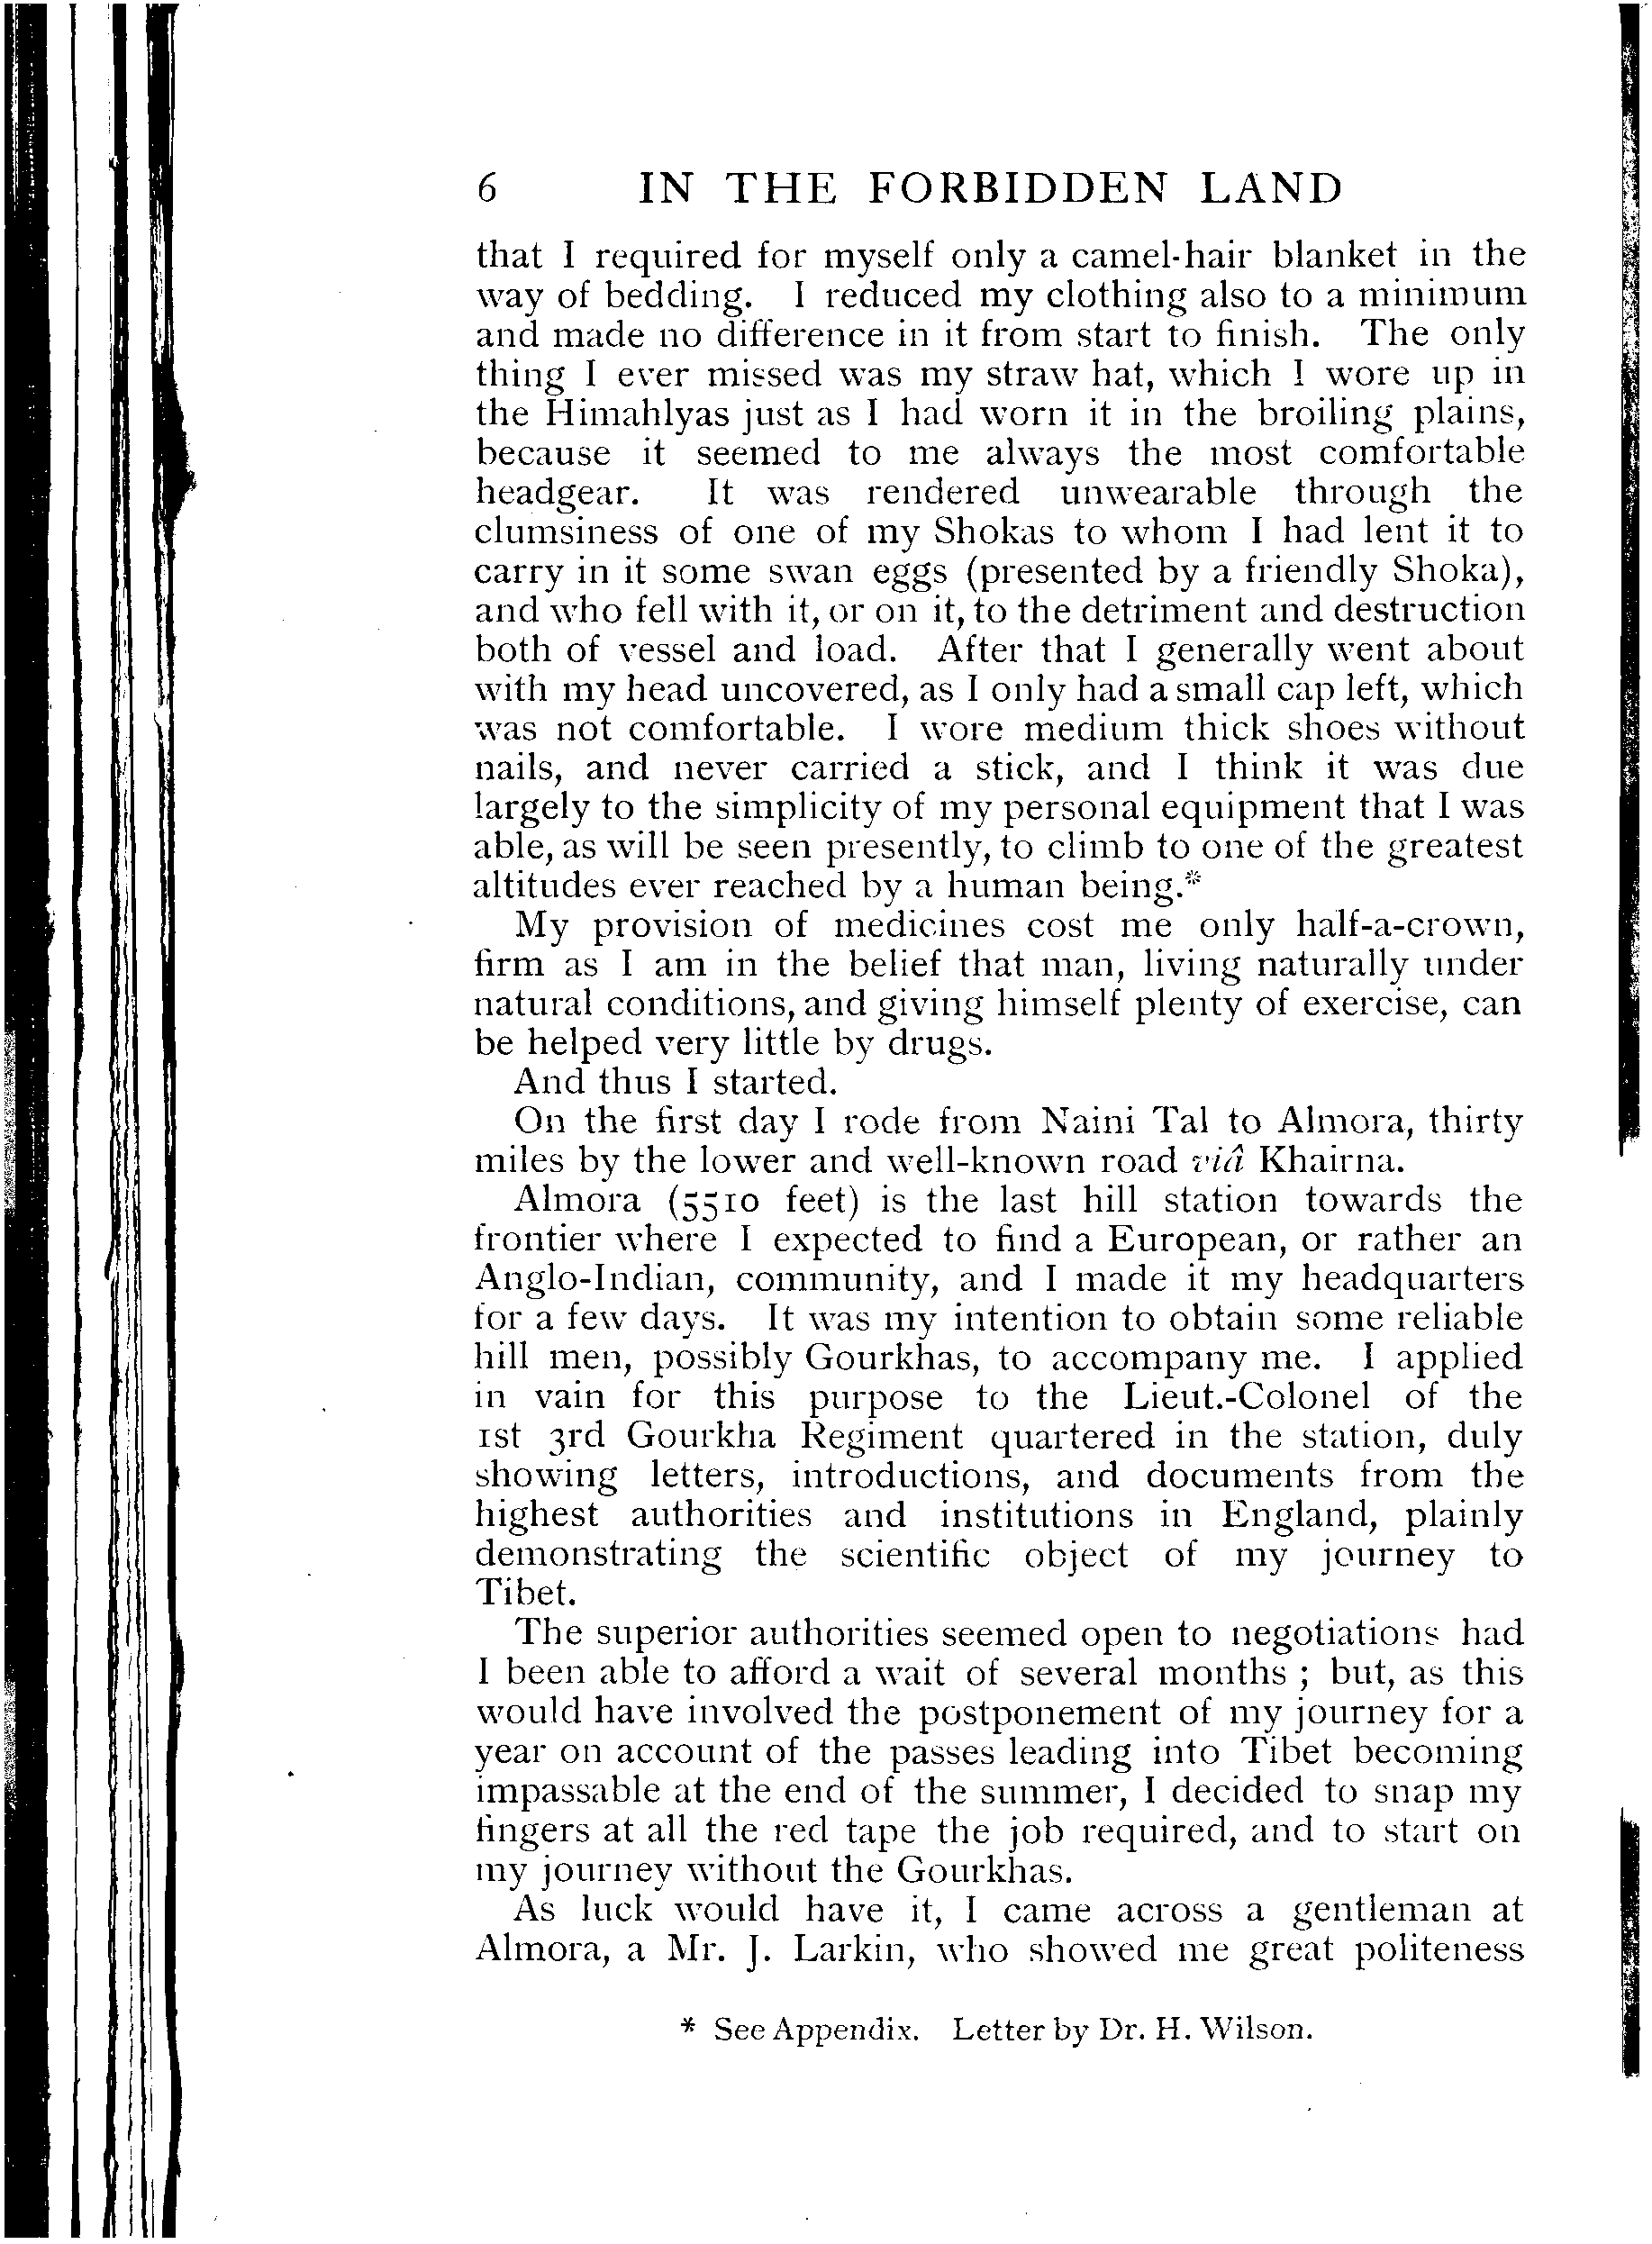 6 IN THE FORBIDDEN LAND
that I required for myself only a camel-hair blanket in the
way of bedding. I reduced my clothing also to a minimum
and made no difference in it from start to finish. The only
thing I ever missed was my straw hat, which I wore up in
the Himahlyas just as I had worn it in the broiling plains,
because it seemed to me always the most comfortable
headgear. It was rendered unwearable through the
clumsiness of one of my Shokas to whom I had lent it to
carry in it some swan eggs (presented by a friendly Shoka),
and who fell with it, or on it, to the detriment and destruction
both of vessel and load. After that I generally went about
with my head uncovered, as I only had a small cap left, which
was not comfortable. I wore medium thick shoes without
nails, and never carried a stick, and I think it was due
largely to the simplicity of my personal equipment that I was
able, as will be seen presently, to climb to one of the greatest
altitudes ever reached by a human being.*
My provision of medicines cost me only half-a-crown,
firm as I am in the belief that man, living naturally under
natural conditions, and giving himself plenty of exercise, can
be helped very little by drugs.
And thus I started.
On the first day I rode from Naini Tal to Almora, thirty
miles by the lower and well-known road viâ Khairna.
Almora (5510 feet) is the last hill station towards the
frontier where I expected to find a European, or rather an
Anglo-Indian, community, and I made it my headquarters
for a few days. It was my intention to obtain some reliable
hill men, possibly Gourkhas, to accompany me. I applied
in vain for this purpose to the Lieut.-Colonel of the
1st 3rd Gourkha Regiment quartered in the station, duly
showing letters, introductions, and documents from the
highest authorities and institutions in England, plainly
demonstrating the scientific object of my journey to
Tibet.
The superior authorities seemed open to negotiations had
I been able to afford a wait of several months ; but, as this
would have involved the postponement of my journey for a
year on account of the passes leading into Tibet becoming
impassable at the end of the summer, I decided to snap my
fingers at all the red tape the job required, and to start on
my journey without the Gourkhas.
As luck would have it, I came across a gentleman at
Almora, a Mr. J. Larkin, who showed me great politeness
* See Appendix. Letter by Dr. H. Wilson.